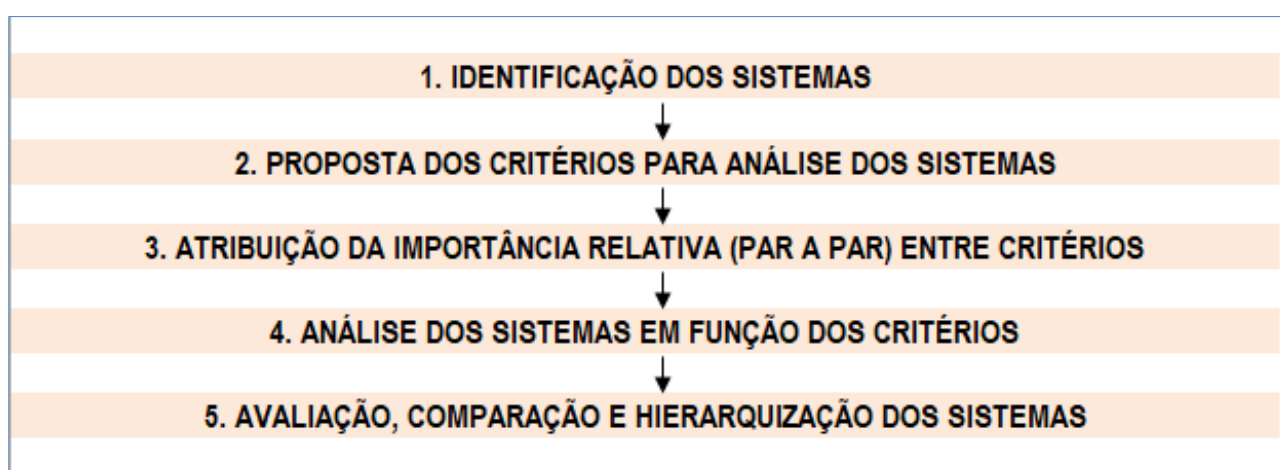 1. IDENTIFICAÇÃO DOS SISTEMAS
2. PROPOSTA DOS CRITÉRIOS PARA ANÁLISE DOS SISTEMAS
3. ATRIBUIÇÃO DA IMPORTÂNCIA RELATIVA (PAR A PAR) ENTRE CRITÉRIOS
4. ANÁLISE DOS SISTEMAS EM FUNÇÃO DOS CRITÉRIOS
5. AVALIAÇÃO, COMPARAÇÃO E HIERARQUIZAÇÃO DOS SISTEMAS